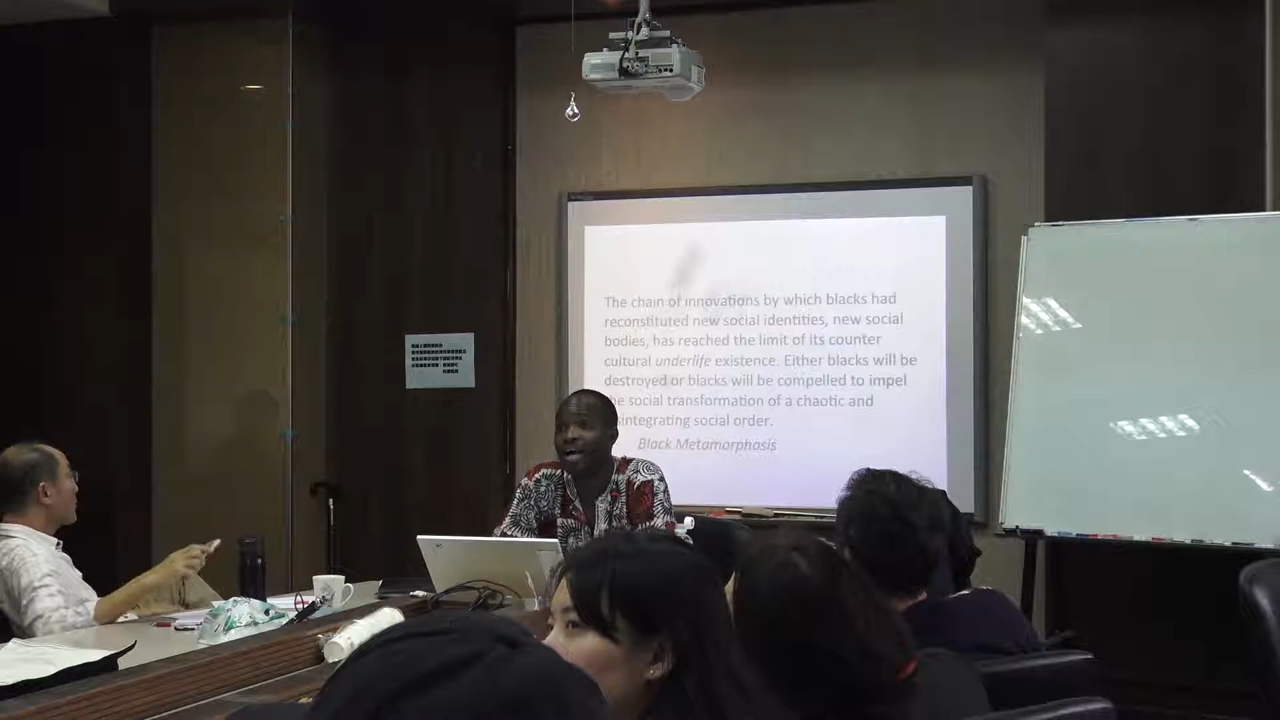 The chain of innovations by which blacks had
reconstituted new social identities, new social
bodies, has reached the limit of its counter
cultural underlife existence. Either blacks will be
destroyed or blacks will be compelled to impel
the social transformation of a chaotic and
integrating social order.
Black Metamorphosis